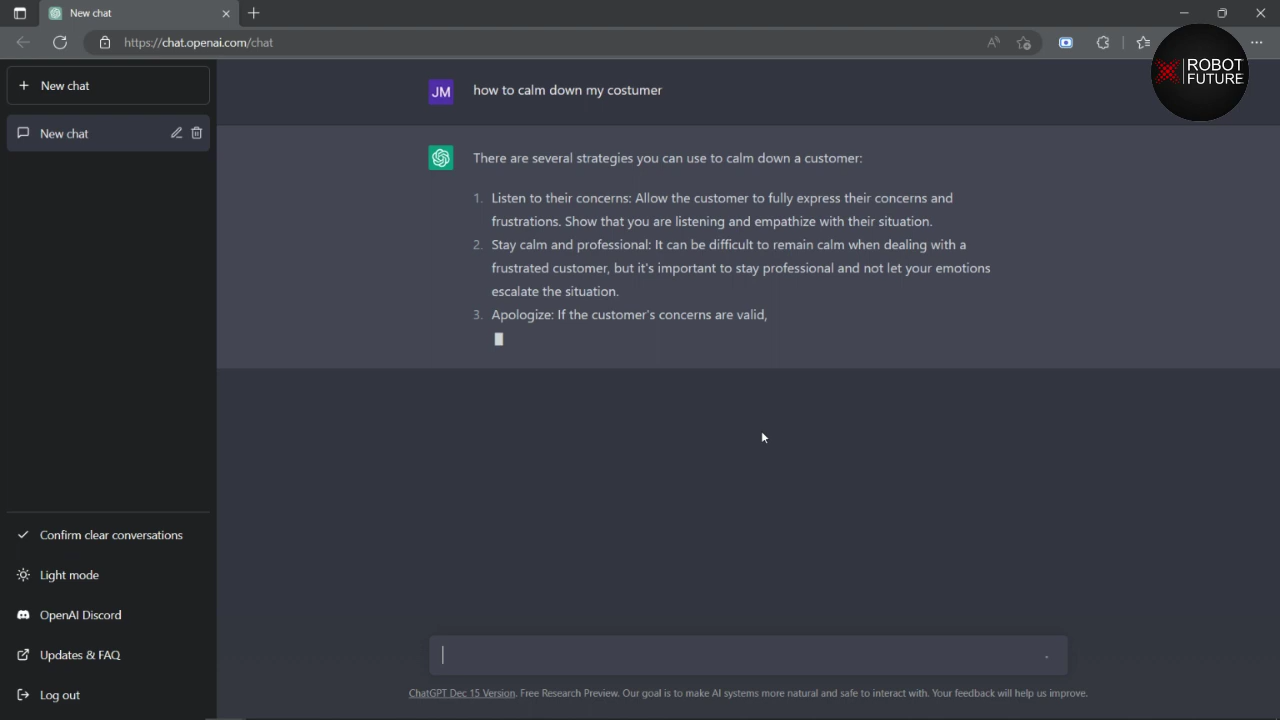 New chat
https://chat.openai.com/chat
ROBOT
FUTURE
New chat
New chat
JM
how to calm down my costumer
There are several strategies you can use to calm down a customer:
1. Listen to their concerns: Allow the customer to fully express their concerns and
frustrations. Show that you are listening and empathize with their situation.
2. Stay calm and professional: It can be difficult to remain calm when dealing with a
frustrated customer, but it's important to stay professional and not let your emotions
escalate the situation.
3. Apologize: If the customer's concerns are valid,
Confirm clear conversations
Light mode
OpenAI Discord
Updates & FAQ
Log out
ChatGPT Dec 15 Version. Free Research Preview. Our goal is to make AI systems more natural and safe to interact with. Your feedback will help us improve.